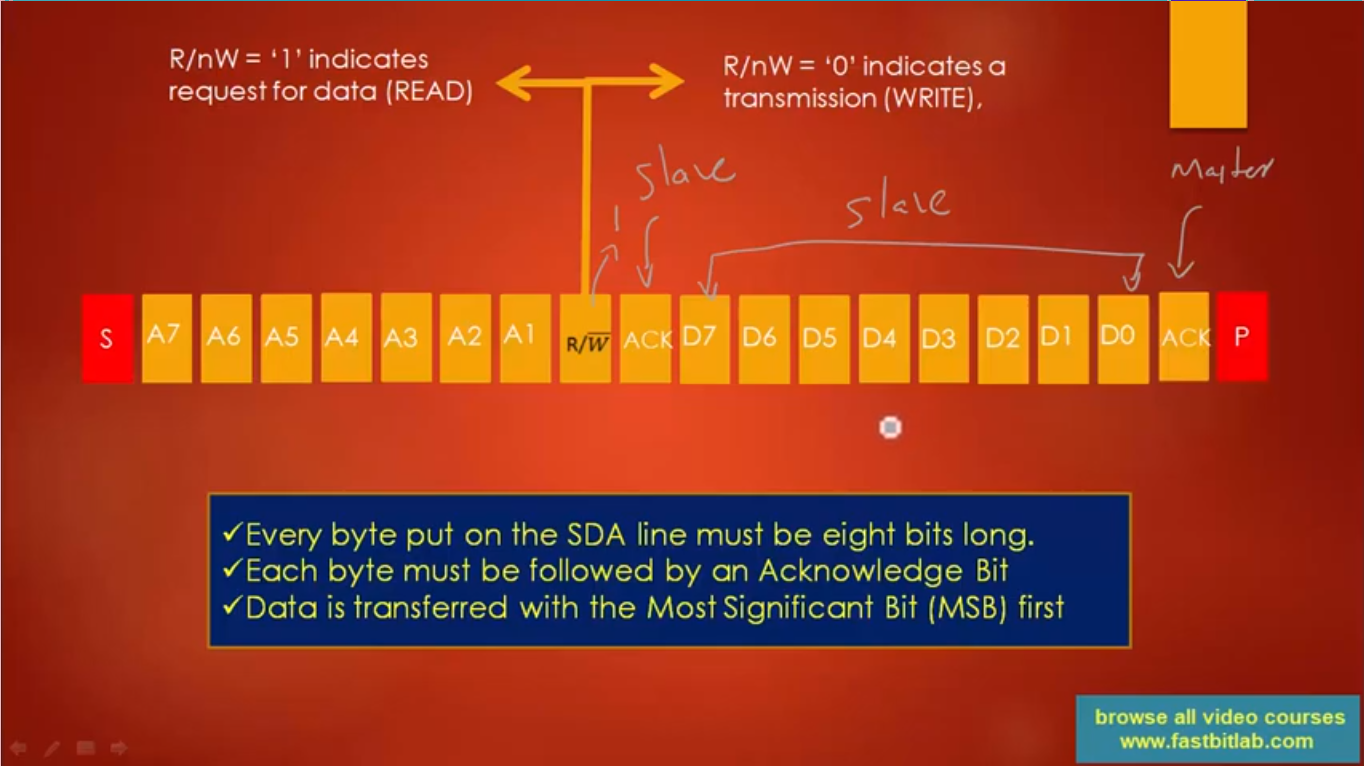 R/nW = ‘1’ indicates
request for data (READ)
R/nW = ‘0’ indicates a
transmission (WRITE),
slave
slave
Master
1
S A7 A6 A5 A4 A3 A2 A1 R/W̅ ACK D7 D6 D5 D4 D3 D2 D1 D0 ACK P
✓Every byte put on the SDA line must be eight bits long.
✓Each byte must be followed by an Acknowledge Bit
✓Data is transferred with the Most Significant Bit (MSB) first
browse all video courses
www.fastbitlab.com